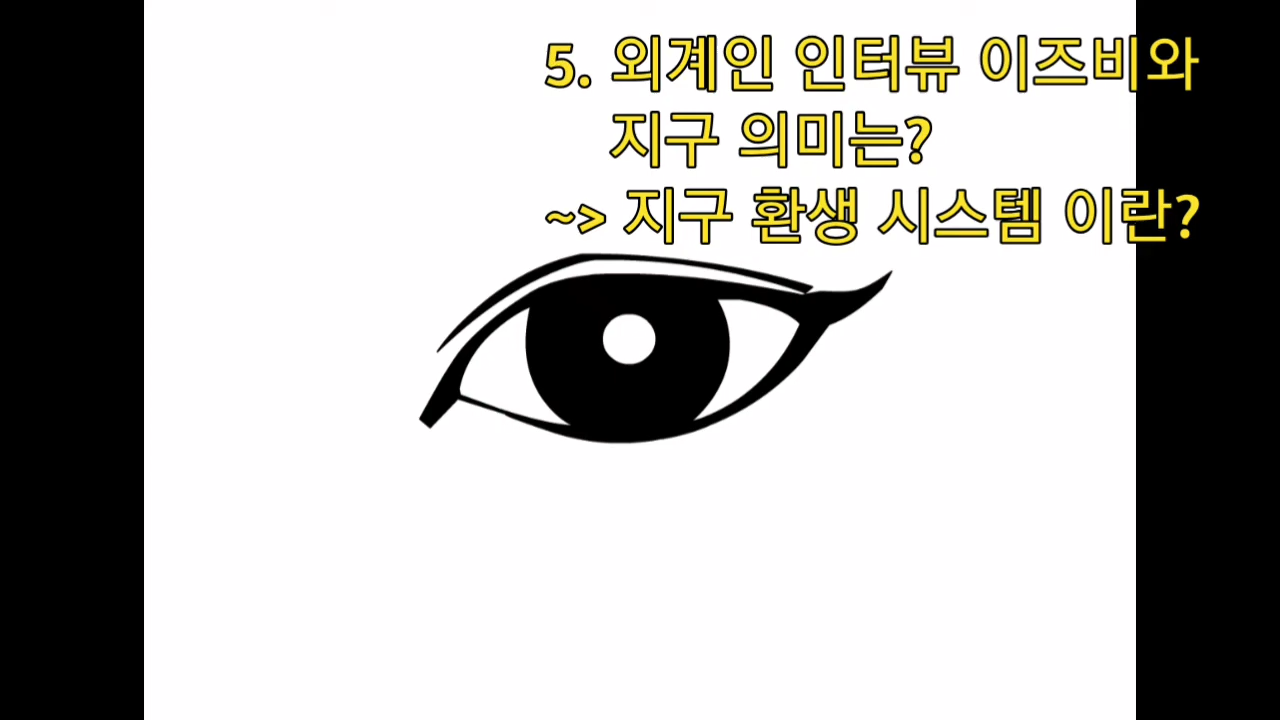 5. 외계인 인터뷰 이즈비와
지구 의미는?
~> 지구 환생 시스템 이란?